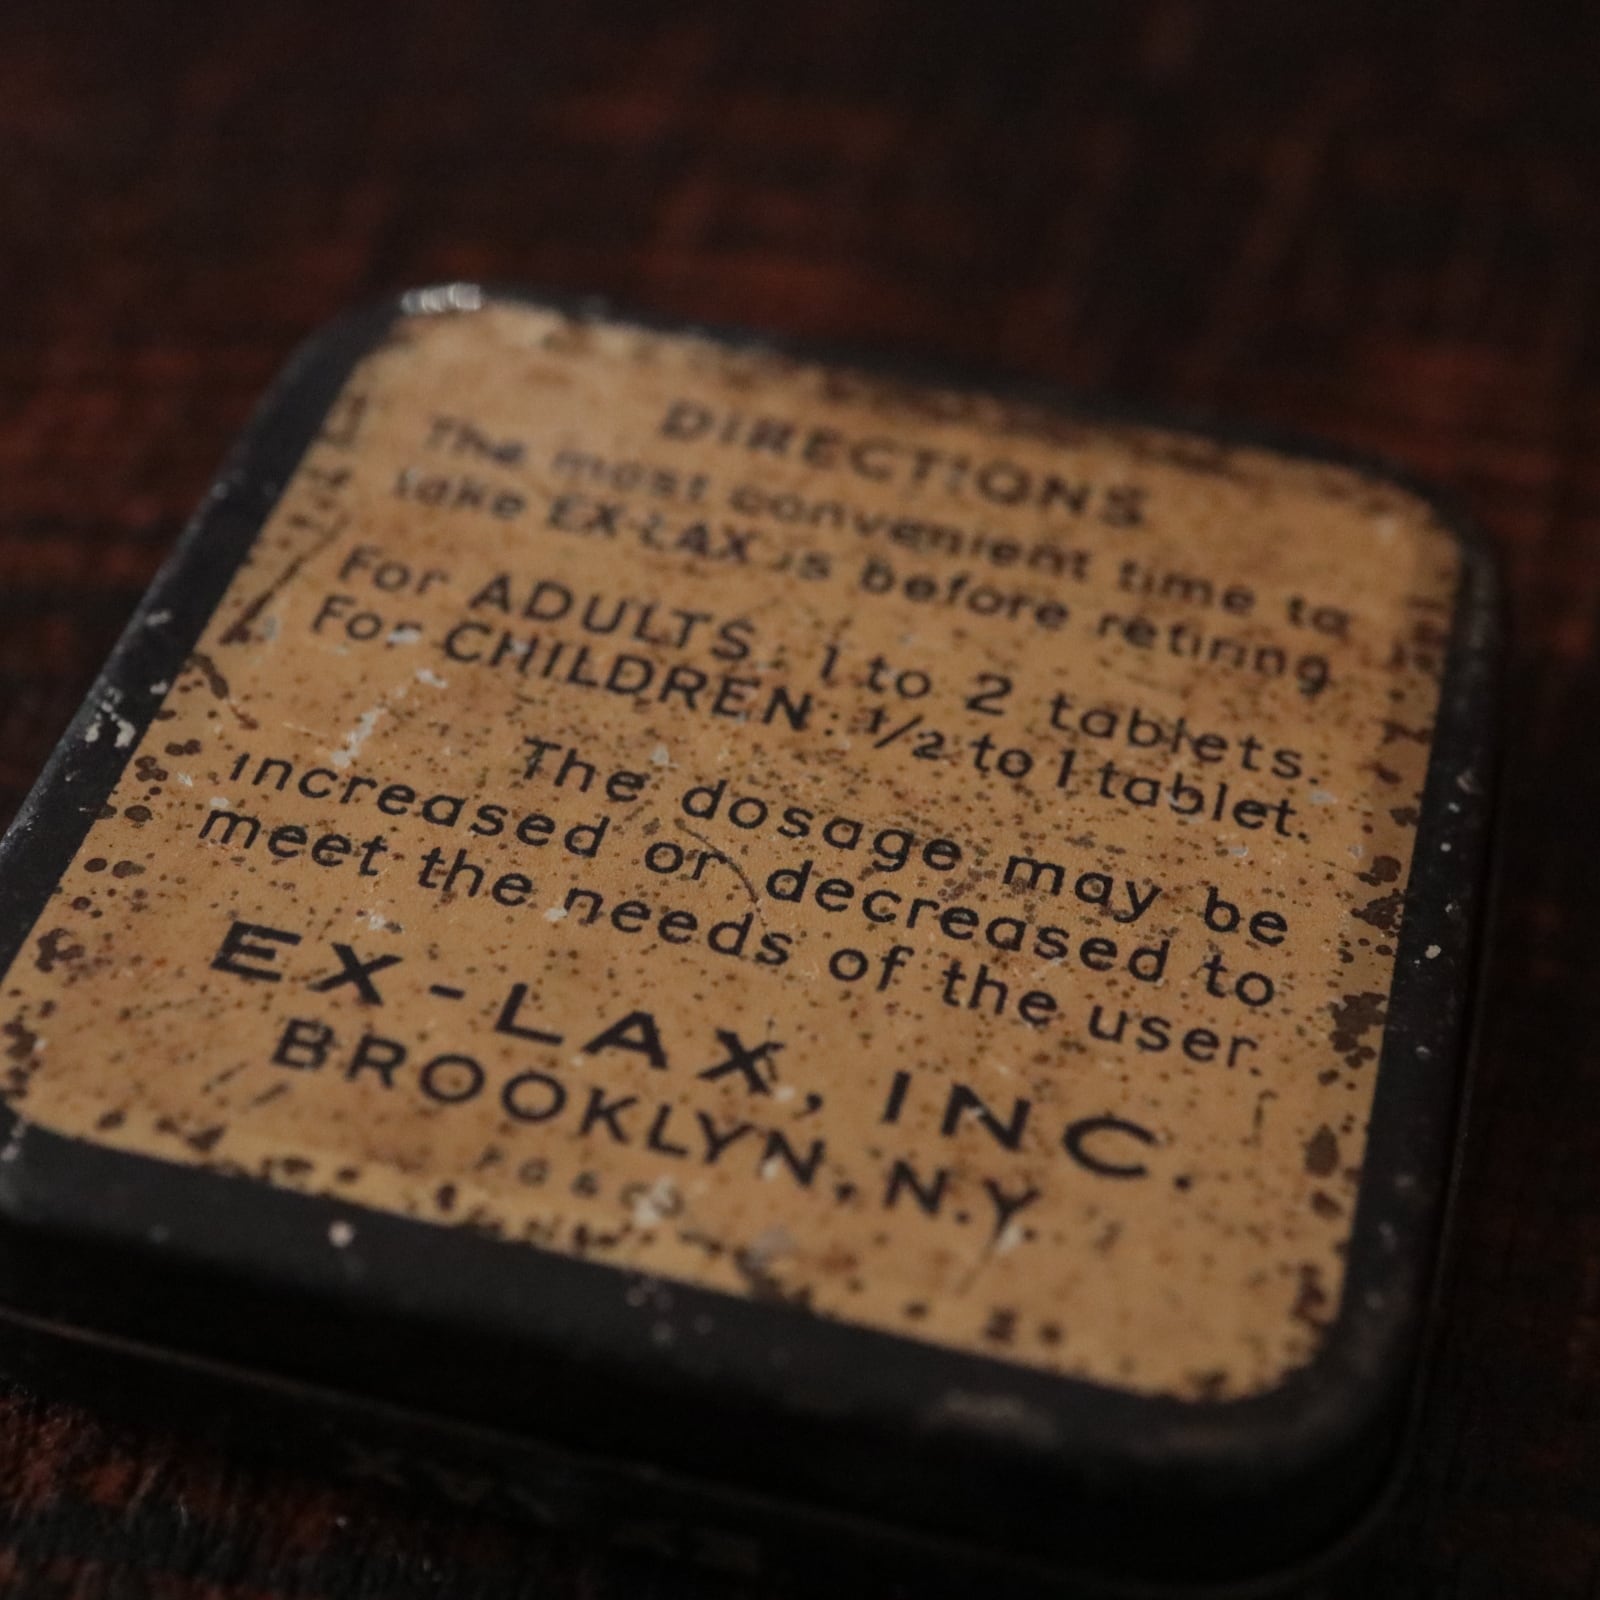 DIRECTIONS
The most convenient time to
take EX-LAX is before retiring
For ADULTS: 1 to 2 tablets.
For CHILDREN: 1/2 to 1 tablet.
The dosage may be
increased or decreased to
meet the needs of the user.
EX-LAX, INC.
BROOKLYN, N.Y.